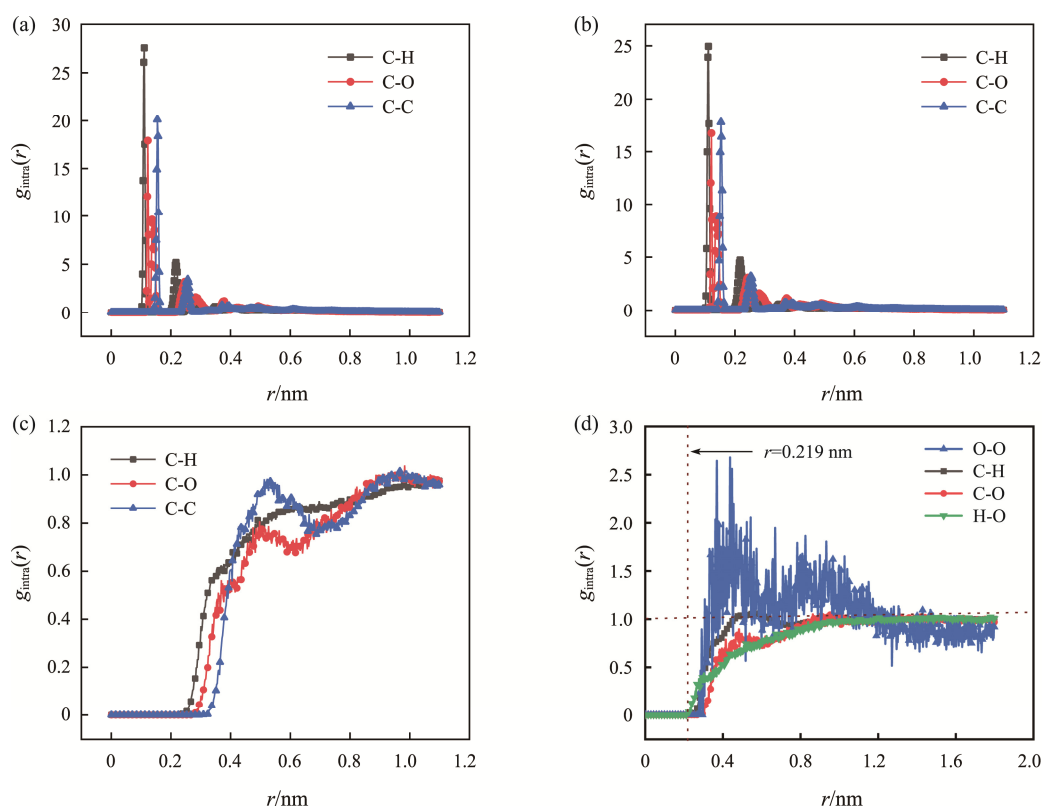 (a)
30
25
20
15
10
5
0
g_intra(r)
C-H
C-O
C-C
0 0.2 0.4 0.6 0.8 1.0 1.2
r/nm
(b)
25
20
15
10
5
0
g_intra(r)
C-H
C-O
C-C
0 0.2 0.4 0.6 0.8 1.0 1.2
r/nm
(c)
1.2
1.0
0.8
0.6
0.4
0.2
0
g_intra(r)
C-H
C-O
C-C
0 0.2 0.4 0.6 0.8 1.0 1.2
r/nm
(d)
3.0
2.5
2.0
1.5
1.0
0.5
0
g_intra(r)
r=0.219 nm
O-O
C-H
C-O
H-O
0 0.4 0.8 1.2 1.6 2.0
r/nm